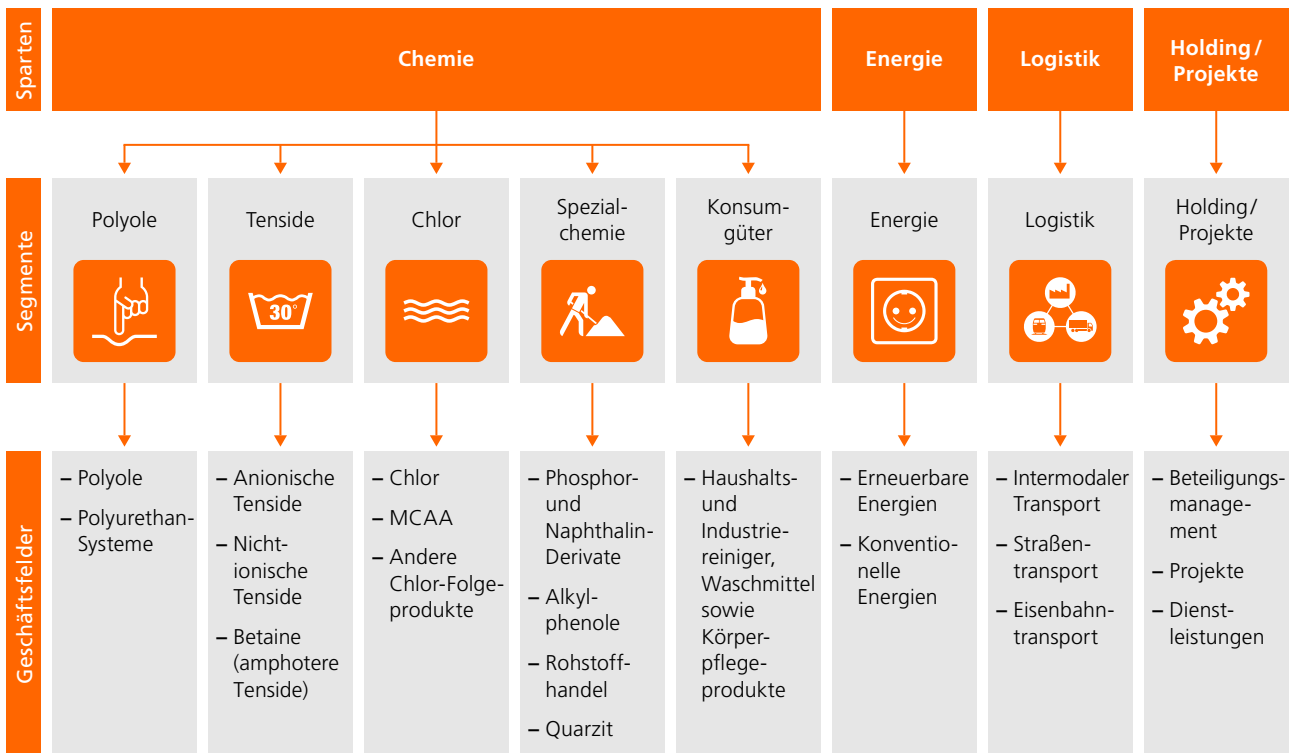 Sparten
Chemie
Energie
Logistik
Holding/
Projekte
Segmente
Polyole
Tenside
30°
Chlor
Spezial-
chemie
Konsum-
güter
Energie
Logistik
Holding/
Projekte
Geschäftsfelder
– Polyole
– Polyurethan-
Systeme
– Anionische
Tenside
– Nicht-
ionische
Tenside
– Betaine
(amphotere
Tenside)
– Chlor
– MCAA
– Andere
Chlor-Folge-
produkte
– Phosphor-
und
Naphthalin-
Derivate
– Alkyl-
phenole
– Rohstoff-
handel
– Quarzit
– Haushalts-
und
Industrie-
reiniger,
Waschmittel
sowie
Körper-
pflege-
produkte
– Erneuerbare
Energien
– Konventio-
nelle
Energien
– Intermodaler
Transport
– Straßen-
transport
– Eisenbahn-
transport
– Beteiligungs-
manage-
ment
– Projekte
– Dienst-
leistungen